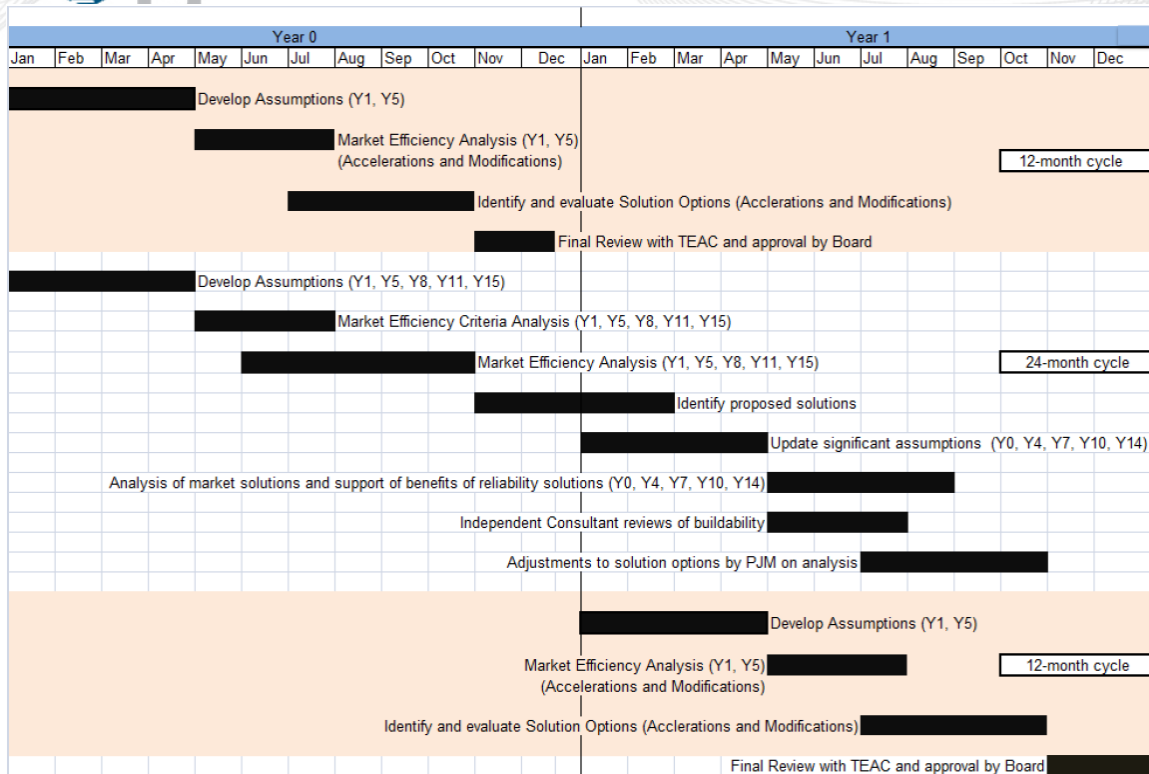 Year 0 Year 1
Jan Feb Mar Apr May Jun Jul Aug Sep Oct Nov Dec Jan Feb Mar Apr May Jun Jul Aug Sep Oct Nov Dec
Develop Assumptions (Y1, Y5)
Market Efficiency Analysis (Y1, Y5)
(Accelerations and Modifications)
12-month cycle
Identify and evaluate Solution Options (Acclerations and Modifications)
Final Review with TEAC and approval by Board
Develop Assumptions (Y1, Y5, Y8, Y11, Y15)
Market Efficiency Criteria Analysis (Y1, Y5, Y8, Y11, Y15)
Market Efficiency Analysis (Y1, Y5, Y8, Y11, Y15)
24-month cycle
Identify proposed solutions
Update significant assumptions (Y0, Y4, Y7, Y10, Y14)
Analysis of market solutions and support of benefits of reliability solutions (Y0, Y4, Y7, Y10, Y14)
Independent Consultant reviews of buildability
Adjustments to solution options by PJM on analysis
Develop Assumptions (Y1, Y5)
Market Efficiency Analysis (Y1, Y5)
(Accelerations and Modifications)
12-month cycle
Identify and evaluate Solution Options (Acclerations and Modifications)
Final Review with TEAC and approval by Board